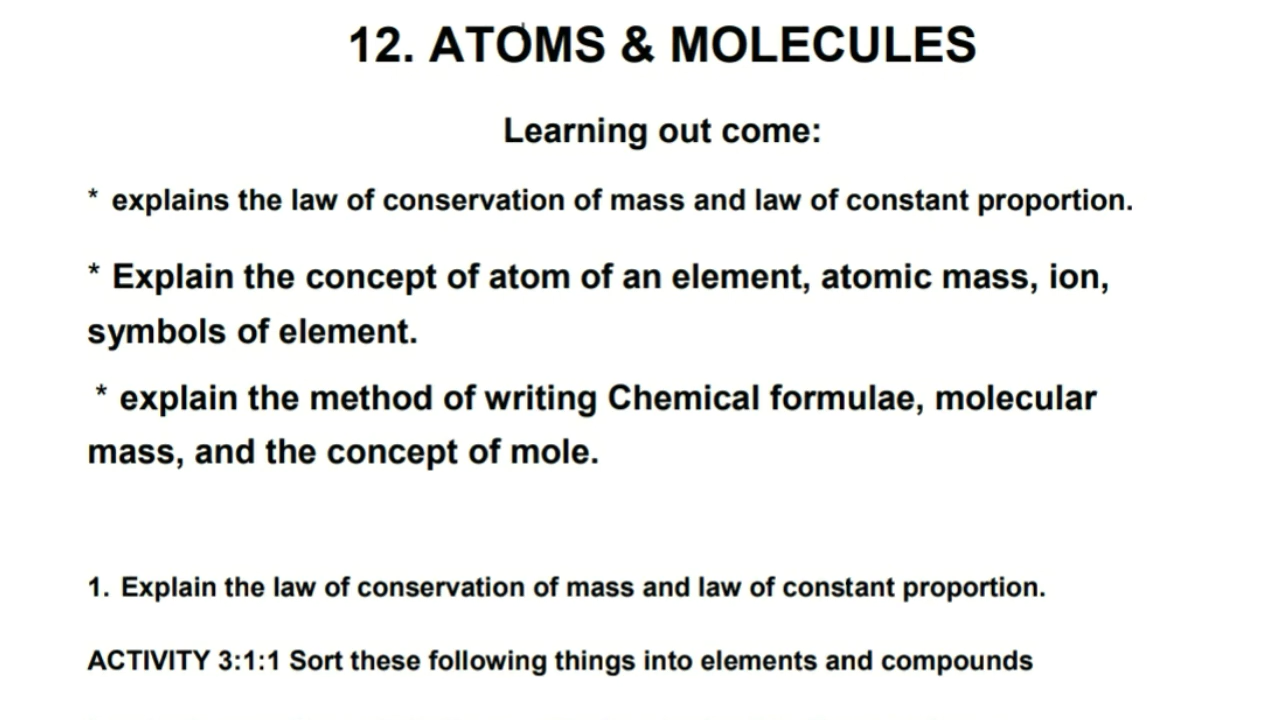 12. ATOMS & MOLECULES
Learning out come:
* explains the law of conservation of mass and law of constant proportion.
* Explain the concept of atom of an element, atomic mass, ion,
symbols of element.
* explain the method of writing Chemical formulae, molecular
mass, and the concept of mole.
1. Explain the law of conservation of mass and law of constant proportion.
ACTIVITY 3:1:1 Sort these following things into elements and compounds